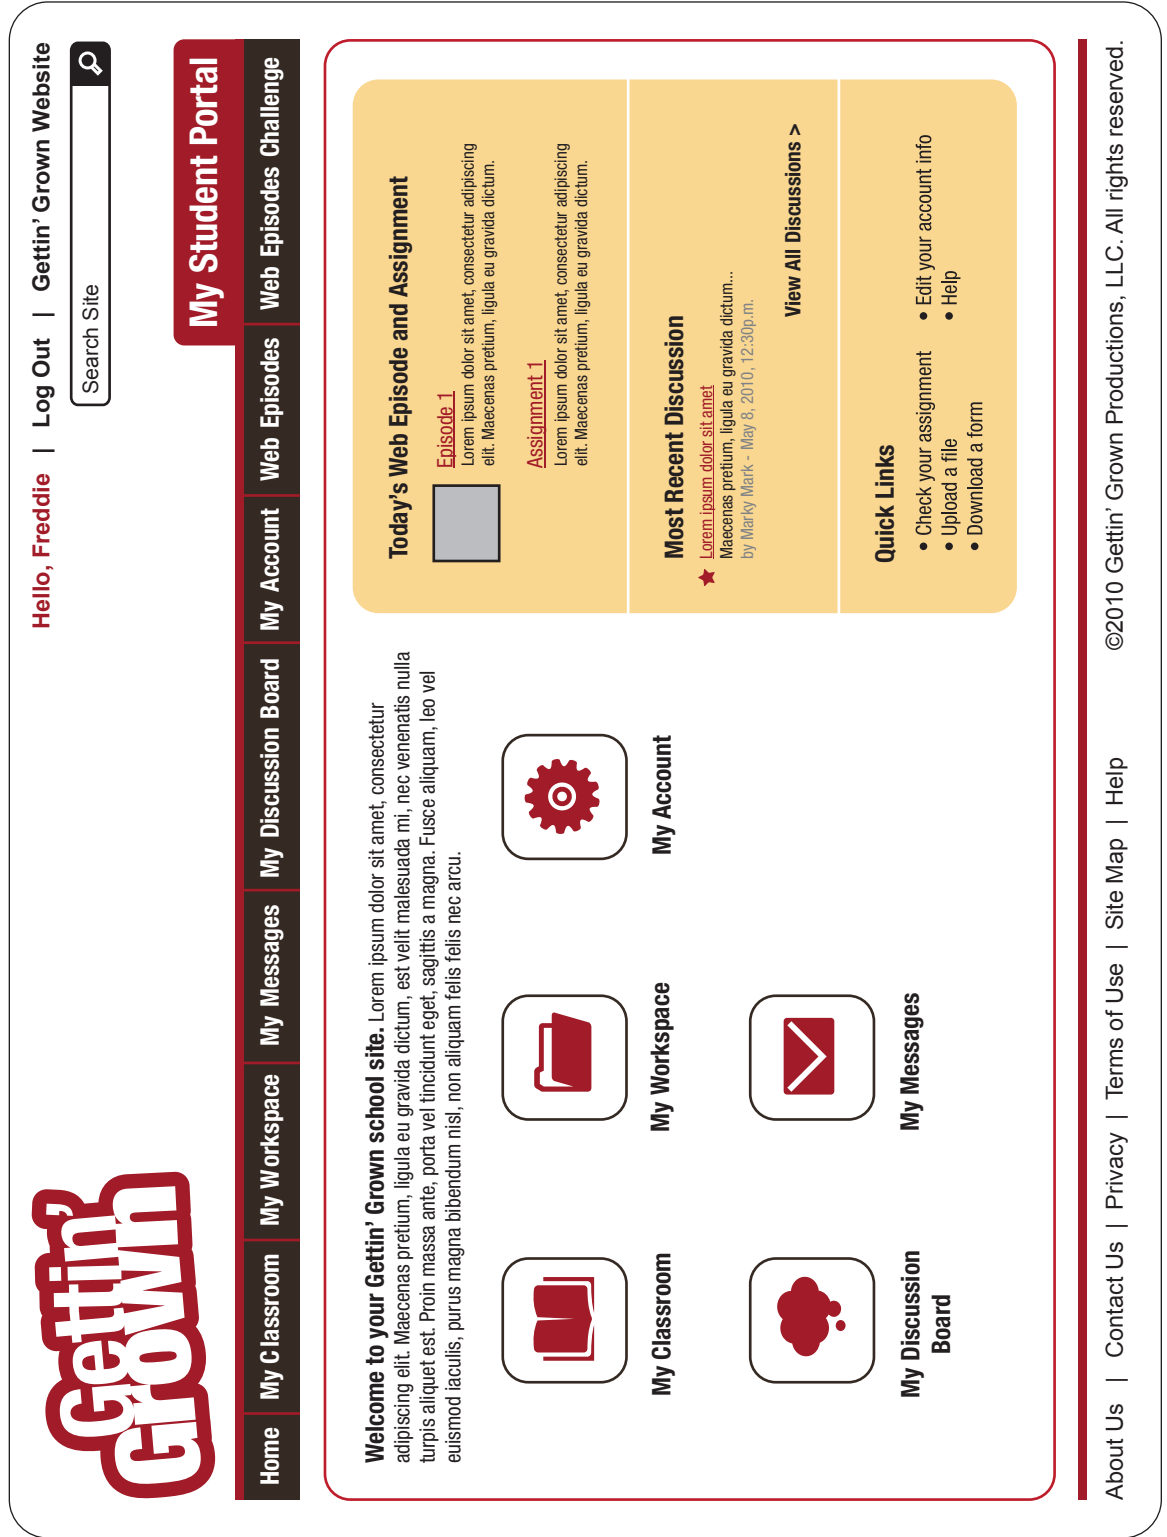 Hello, Freddie | Log Out | Gettin' Grown Website
Search Site
Gettin'
Grown
My Student Portal
Home
My Classroom
My Workspace
My Messages
My Discussion Board
My Account
Web Episodes
Web Episodes Challenge
Welcome to your Gettin' Grown school site. Lorem ipsum dolor sit amet, consectetur
adipiscing elit. Maecenas pretium, ligula eu gravida dictum, est velit malesuada mi, nec venenatis nulla
turpis aliquet est. Proin massa ante, porta vel tincidunt eget, sagittis a magna. Fusce aliquam, leo vel
euismod iaculis, purus magna bibendum nisl, non aliquam felis felis nec arcu.
My Classroom
My Workspace
My Account
My Discussion
Board
My Messages
Today's Web Episode and Assignment
Episode 1
Lorem ipsum dolor sit amet, consectetur adipiscing
elit. Maecenas pretium, ligula eu gravida dictum.
Assignment 1
Lorem ipsum dolor sit amet, consectetur adipiscing
elit. Maecenas pretium, ligula eu gravida dictum.
Most Recent Discussion
Lorem ipsum dolor sit amet
Maecenas pretium, ligula eu gravida dictum...
by Marky Mark - May 8, 2010, 12:30p.m.
View All Discussions >
Quick Links
• Check your assignment
• Upload a file
• Download a form
• Edit your account info
• Help
About Us | Contact Us | Privacy | Terms of Use | Site Map | Help
©2010 Gettin' Grown Productions, LLC. All rights reserved.